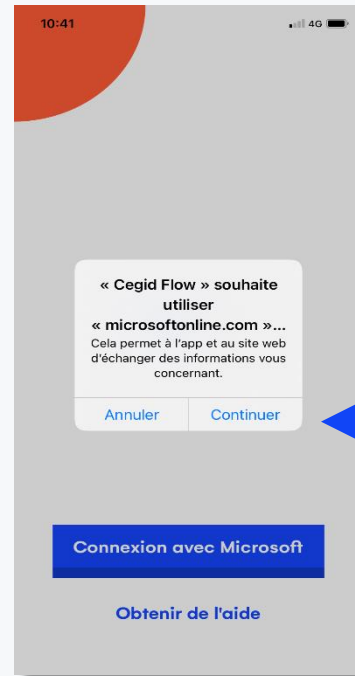 10:41
4G
« Cegid Flow » souhaite
utiliser
« microsoftonline.com »...
Cela permet à l'app et au site web
d'échanger des informations vous
concernant.
Annuler
Continuer
Connexion avec Microsoft
Obtenir de l'aide